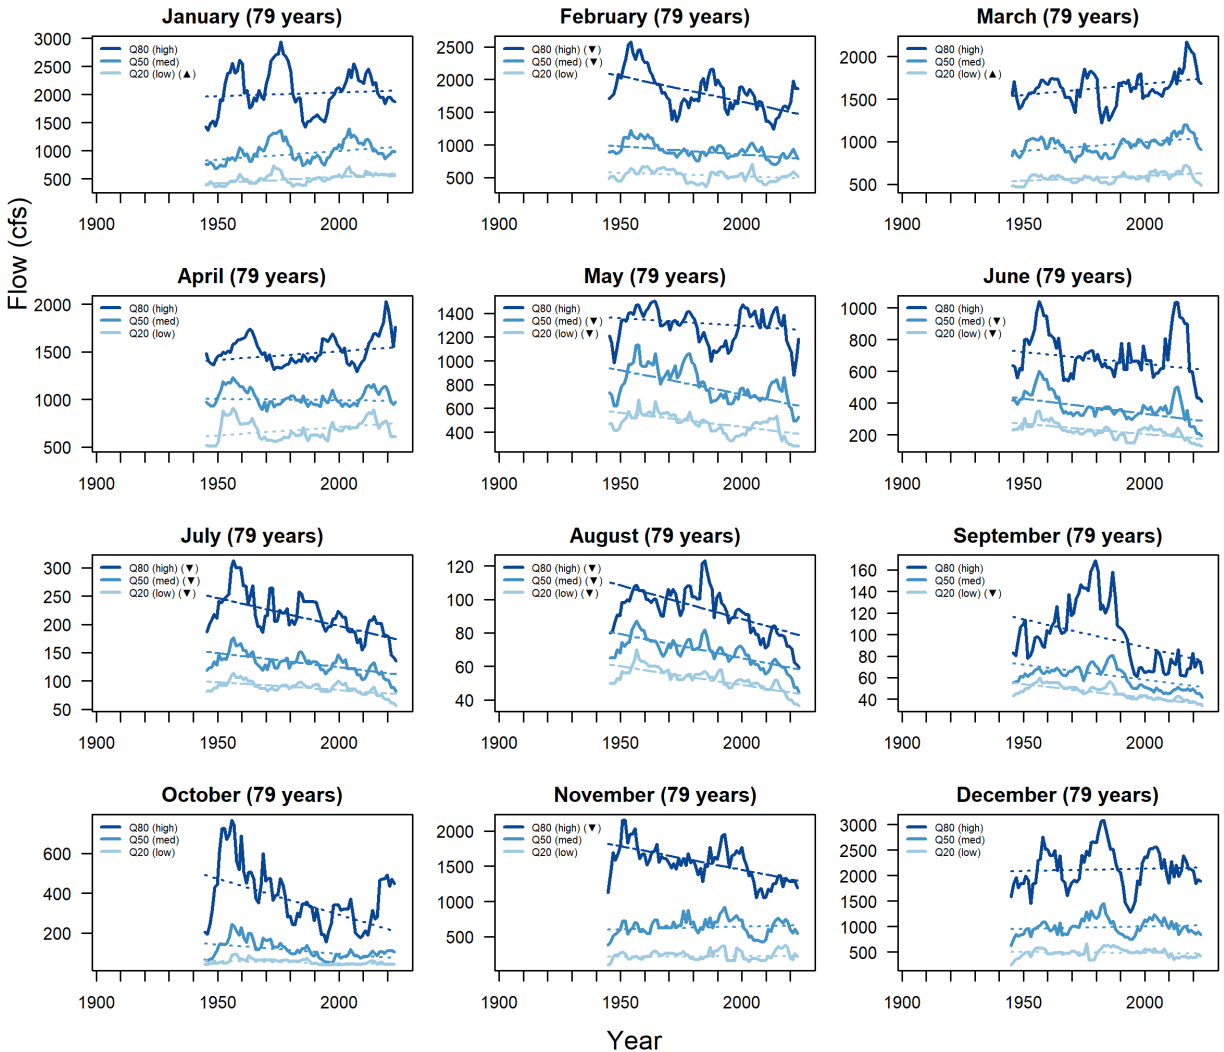 January (79 years)
3000
2500
2000
1500
1000
500
Q80 (high)
Q50 (med)
Q20 (low) (▲)
1900
1950
2000
February (79 years)
2500
2000
1500
1000
500
Q80 (high) (▼)
Q50 (med) (▼)
Q20 (low)
1900
1950
2000
March (79 years)
2000
1500
1000
500
Q80 (high)
Q50 (med)
Q20 (low) (▲)
1900
1950
2000
Flow (cfs)
April (79 years)
2000
1500
1000
500
Q80 (high)
Q50 (med)
Q20 (low)
1900
1950
2000
May (79 years)
1400
1200
1000
800
600
400
Q80 (high)
Q50 (med) (▼)
Q20 (low) (▼)
1900
1950
2000
June (79 years)
1000
800
600
400
200
Q80 (high)
Q50 (med) (▼)
Q20 (low) (▼)
1900
1950
2000
July (79 years)
300
250
200
150
100
50
Q80 (high) (▼)
Q50 (med) (▼)
Q20 (low) (▼)
1900
1950
2000
August (79 years)
120
100
80
60
40
Q80 (high) (▼)
Q50 (med) (▼)
Q20 (low) (▼)
1900
1950
2000
September (79 years)
160
140
120
100
80
60
40
Q80 (high)
Q50 (med)
Q20 (low) (▼)
1900
1950
2000
October (79 years)
600
400
200
Q80 (high)
Q50 (med)
Q20 (low)
1900
1950
2000
November (79 years)
2000
1500
1000
500
Q80 (high) (▼)
Q50 (med)
Q20 (low)
1900
1950
2000
December (79 years)
3000
2500
2000
1500
1000
500
Q80 (high)
Q50 (med)
Q20 (low)
1900
1950
2000
Year